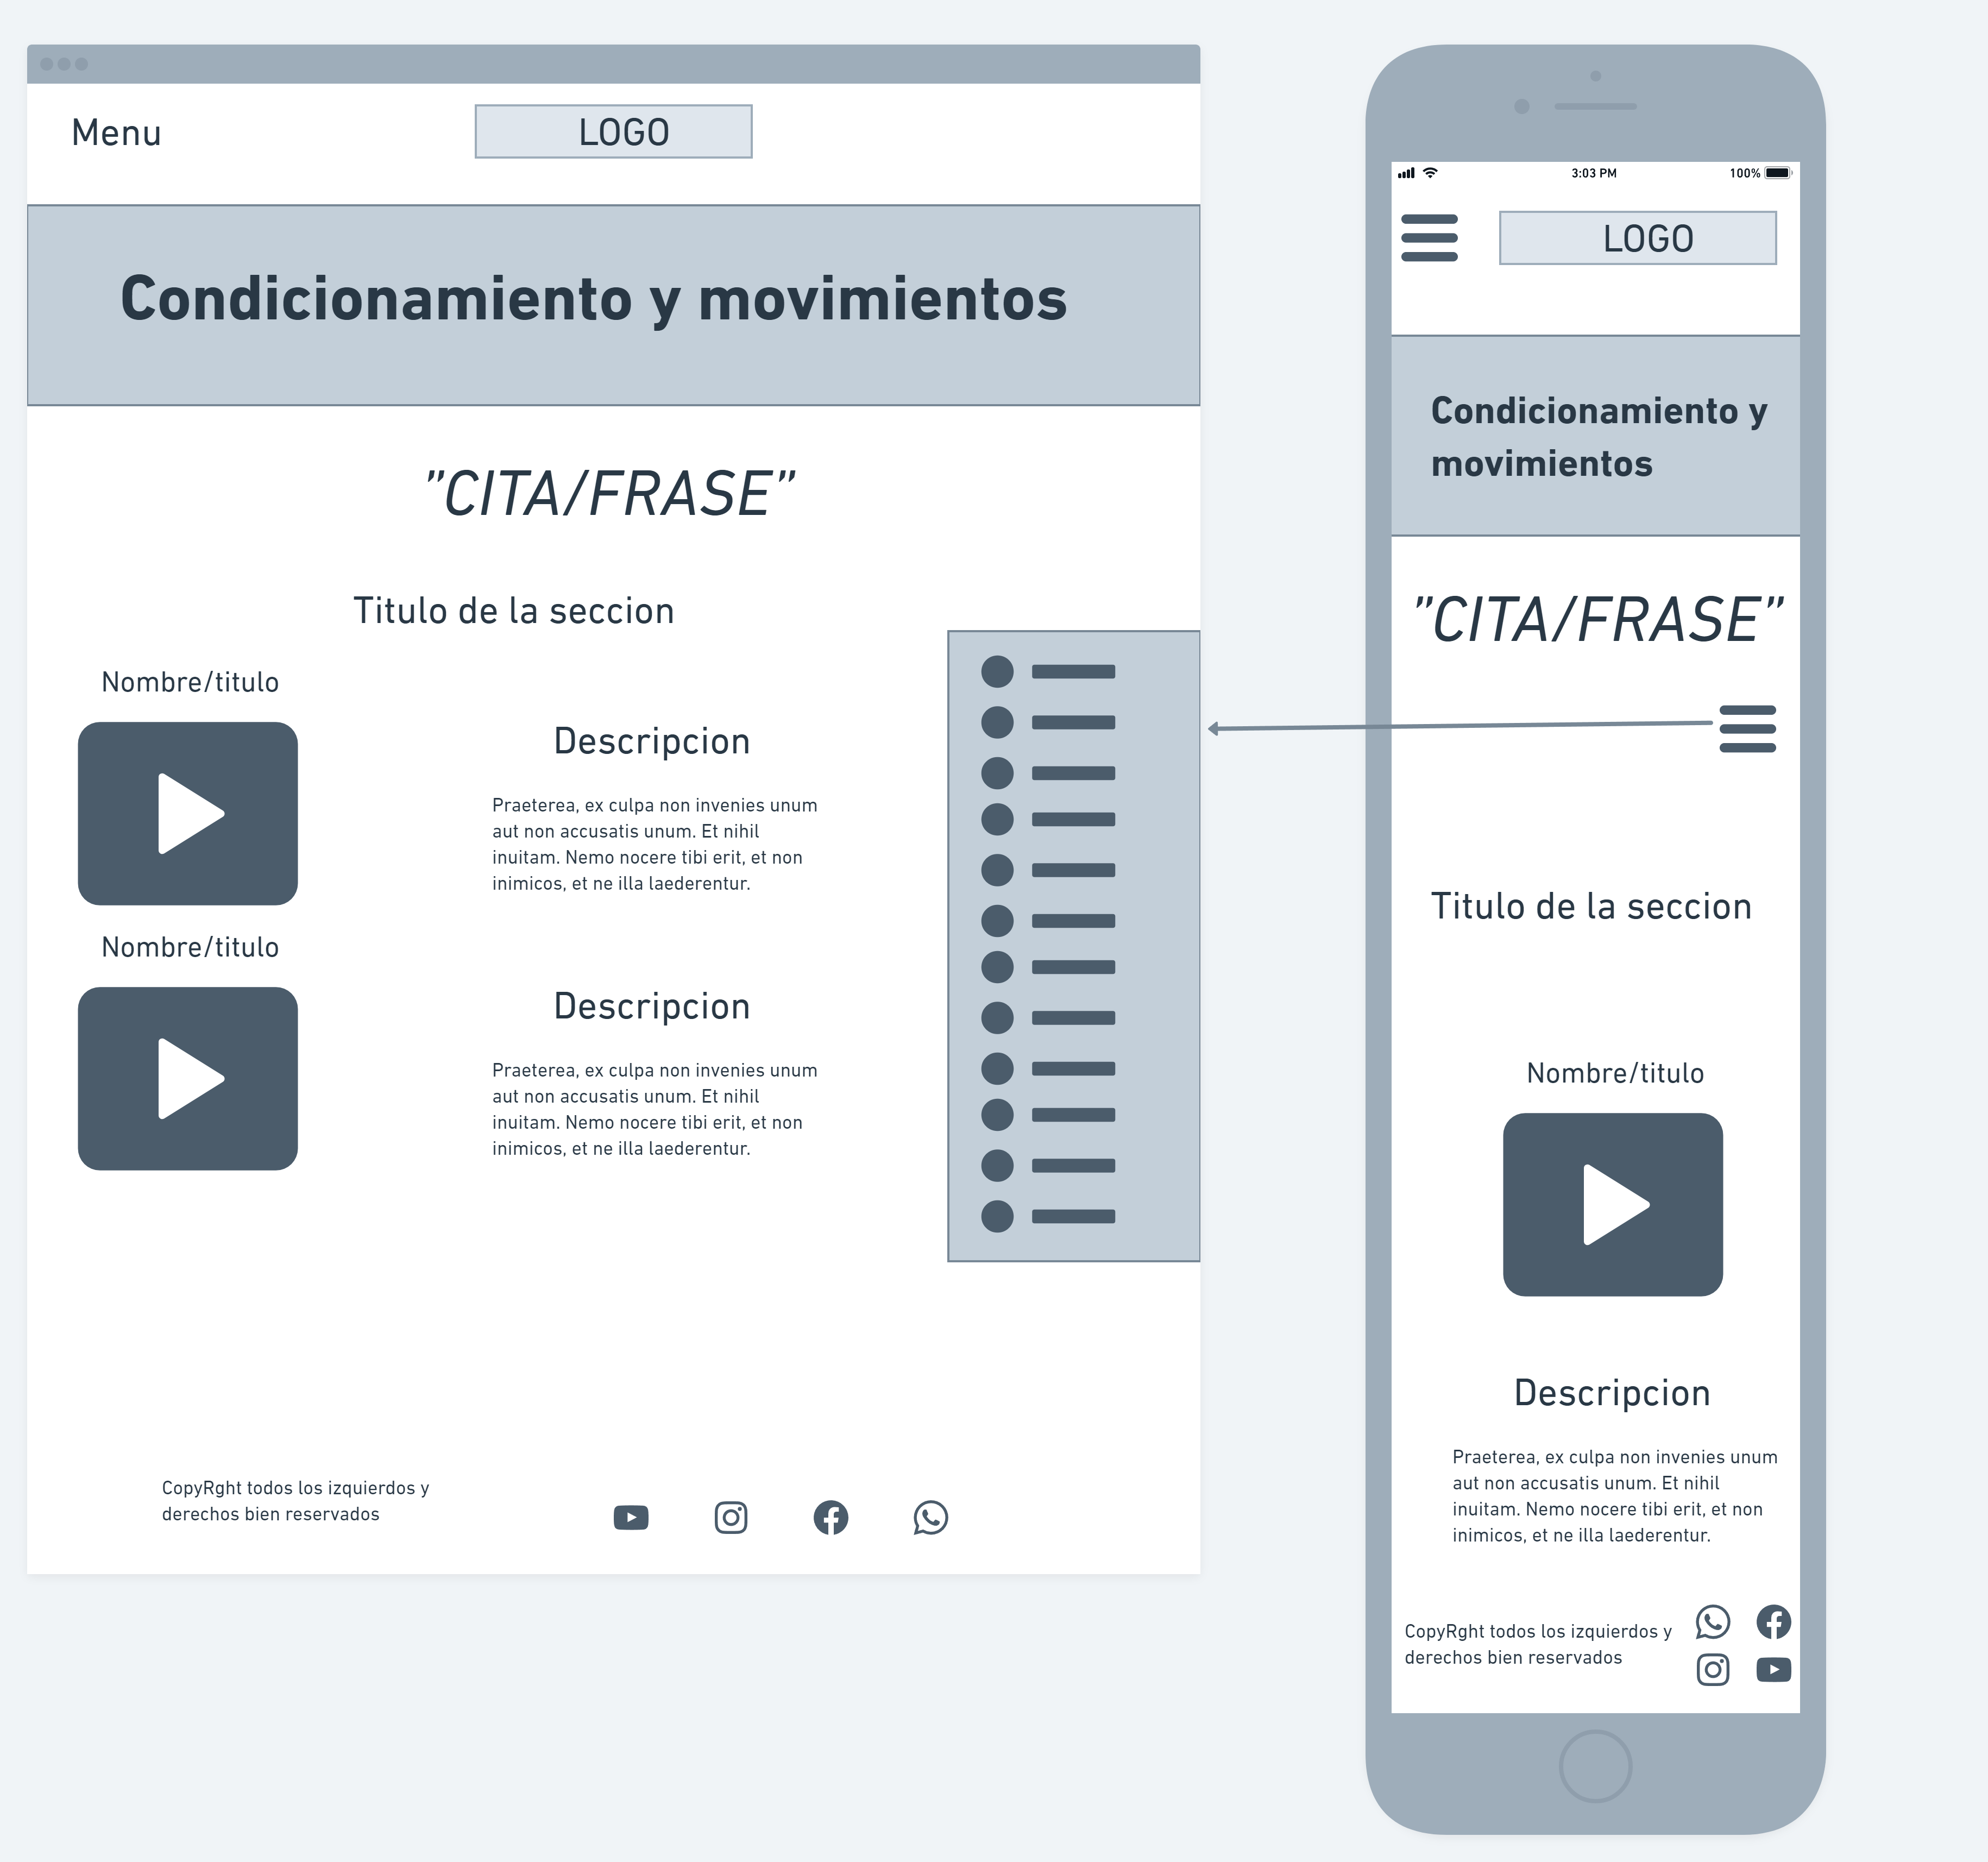 Menu
LOGO
Condicionamiento y movimientos
”CITA/FRASE”
Titulo de la seccion
Nombre/titulo
Descripcion
Praeterea, ex culpa non invenies unum
aut non accusatis unum. Et nihil
inuitam. Nemo nocere tibi erit, et non
inimicos, et ne illa laederentur.
Nombre/titulo
Descripcion
Praeterea, ex culpa non invenies unum
aut non accusatis unum. Et nihil
inuitam. Nemo nocere tibi erit, et non
inimicos, et ne illa laederentur.
CopyRght todos los izquierdos y
derechos bien reservados
3:03 PM
100%
LOGO
Condicionamiento y
movimientos
”CITA/FRASE”
Titulo de la seccion
Nombre/titulo
Descripcion
Praeterea, ex culpa non invenies unum
aut non accusatis unum. Et nihil
inuitam. Nemo nocere tibi erit, et non
inimicos, et ne illa laederentur.
CopyRght todos los izquierdos y
derechos bien reservados